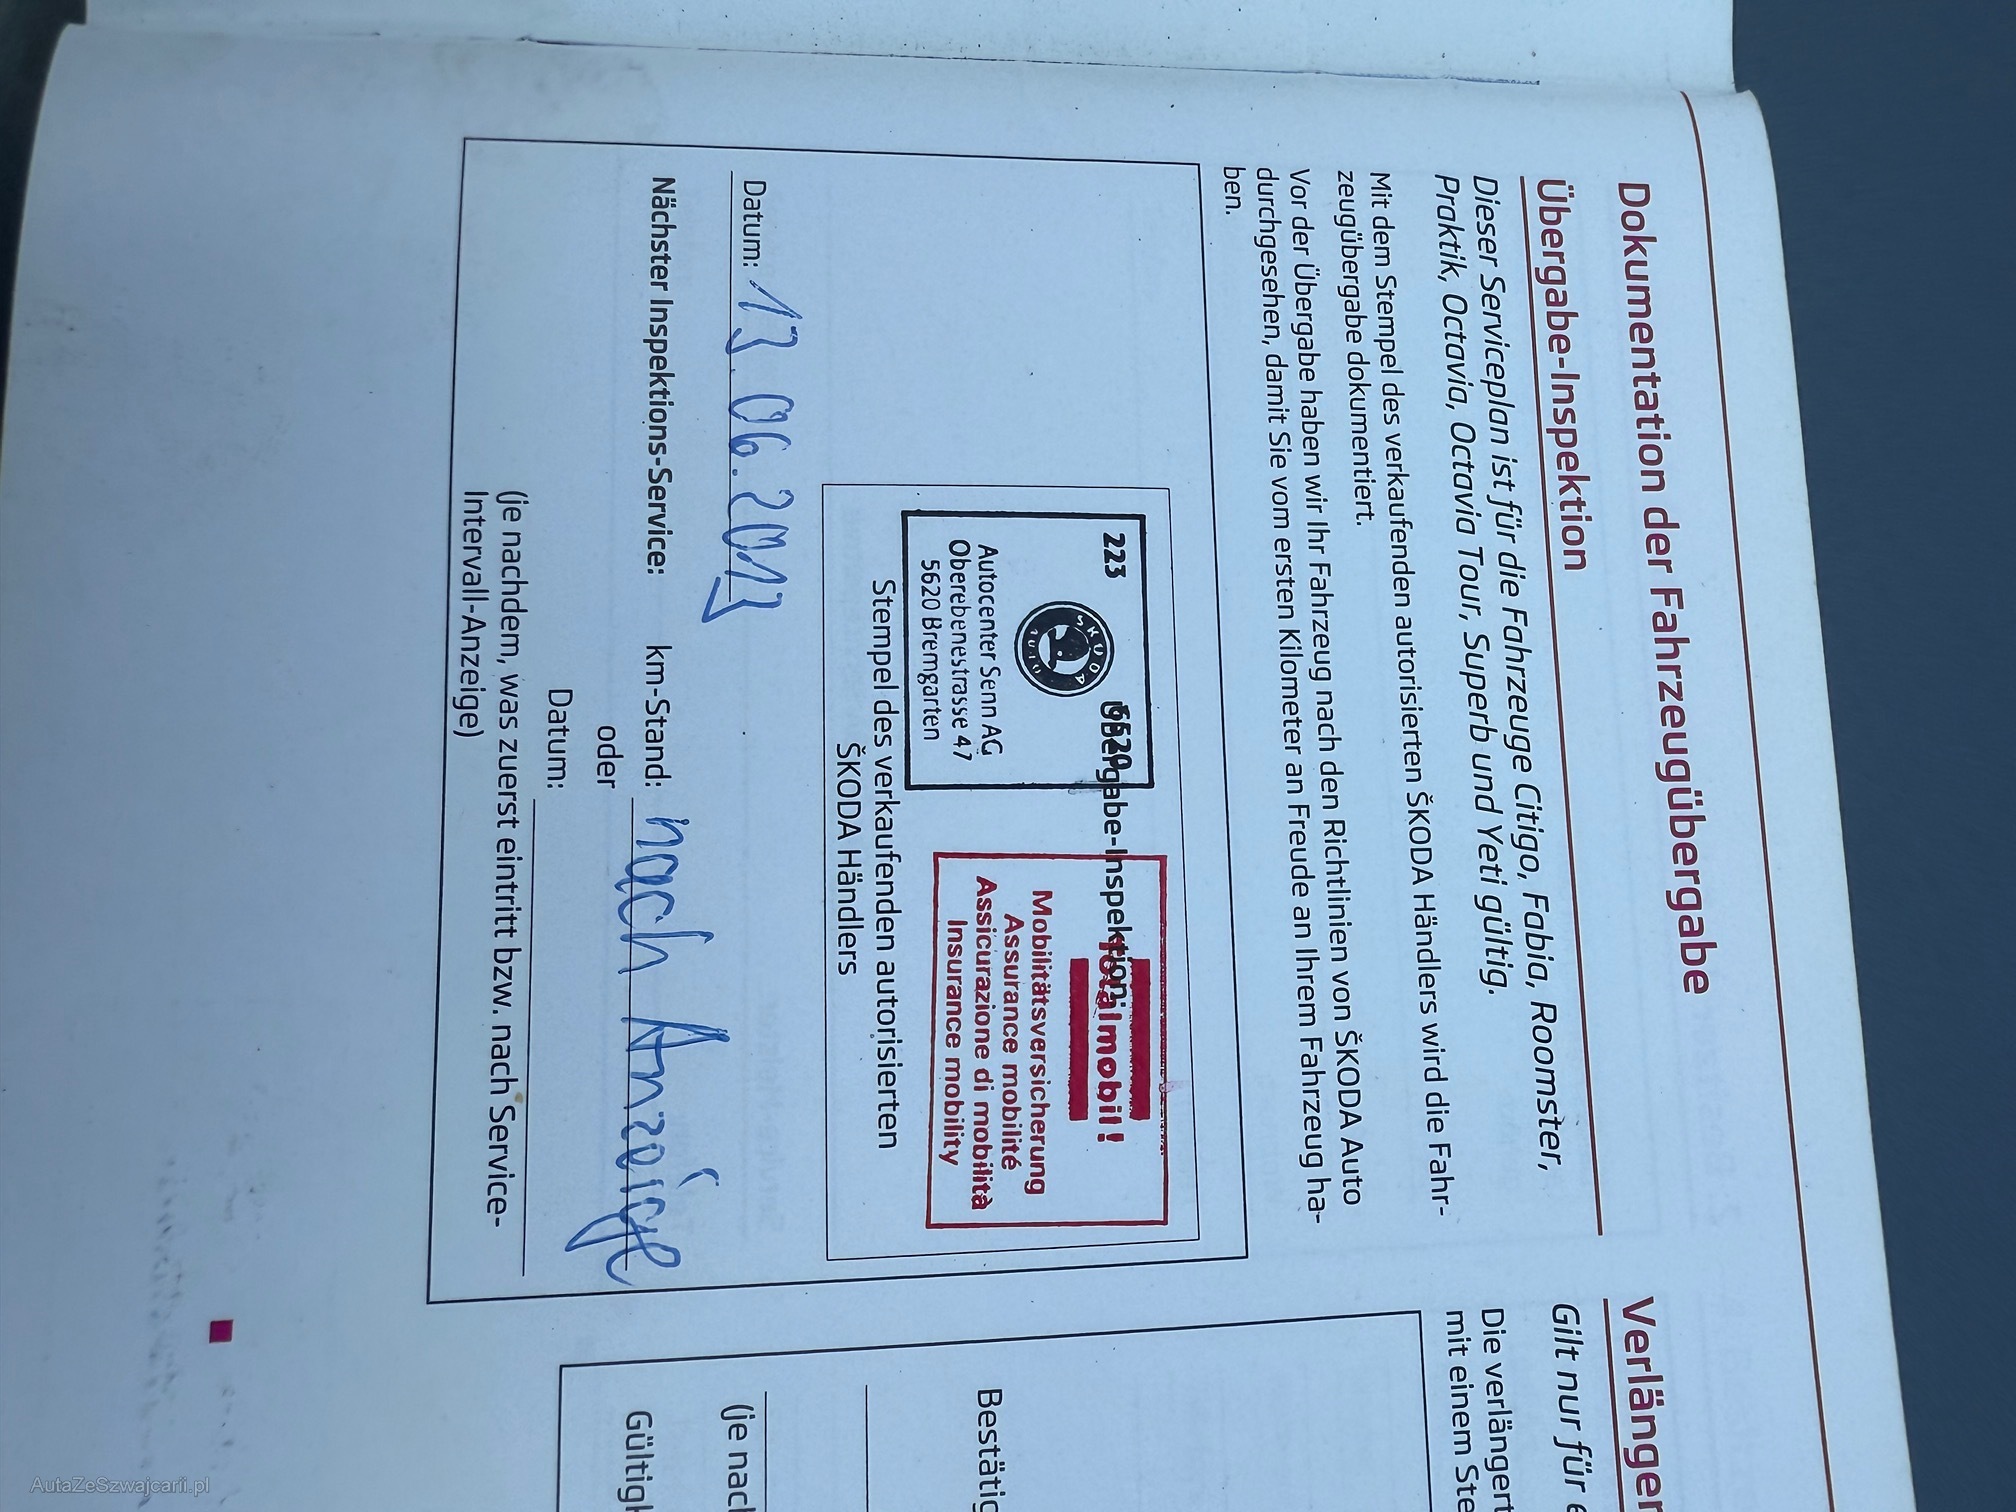 Dokumentation der Fahrzeugübergabe
Übergabe-Inspektion
Dieser Serviceplan ist für die Fahrzeuge Citigo, Fabia, Roomster,
Praktik, Octavia, Octavia Tour, Superb und Yeti gültig.
Mit dem Stempel des verkaufenden autorisierten ŠKODA Händlers wird die Fahr-
zeugübergabe dokumentiert.
Vor der Übergabe haben wir Ihr Fahrzeug nach den Richtlinien von ŠKODA Auto
durchgesehen, damit Sie vom ersten Kilometer an Freude an Ihrem Fahrzeug ha-
ben.
Übergabe-Inspektion:
223
ŠKODA
AUTO
Autocenter Senn AG
Oberebenestrasse 47
5620 Bremgarten
Totalmobil!
Mobilitätsversicherung
Assurance mobilité
Assicurazione di mobilità
Insurance mobility
Stempel des verkaufenden autorisierten
ŠKODA Händlers
Datum: 13.06.2013
Nächster Inspektions-Service: km-Stand: nach Anzeige
oder
Datum:
(je nachdem, was zuerst eintritt bzw. nach Service-
Intervall-Anzeige)
Verlänger
Gilt nur für e
Die verlängert
mit einem Ste
Bestätig
(je nach
Gültigk
AutaZeSzwajcarii.pl